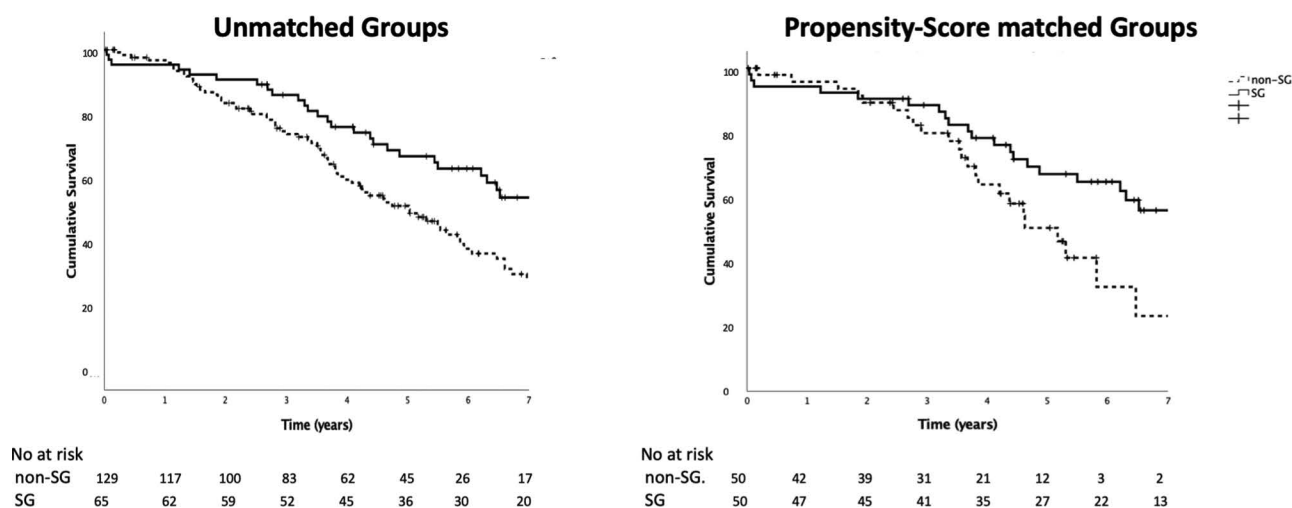 Unmatched Groups
100
80
60
40
20
0
Cumulative Survival
0 1 2 3 4 5 6 7
Time (years)
No at risk
non-SG 129 117 100 83 62 45 26 17
SG 65 62 59 52 45 36 30 20
Propensity-Score matched Groups
non-SG
SG
100
80
60
40
20
0
Cumulative Survival
0 1 2 3 4 5 6 7
Time (years)
No at risk
non-SG. 50 42 39 31 21 12 3 2
SG 50 47 45 41 35 27 22 13